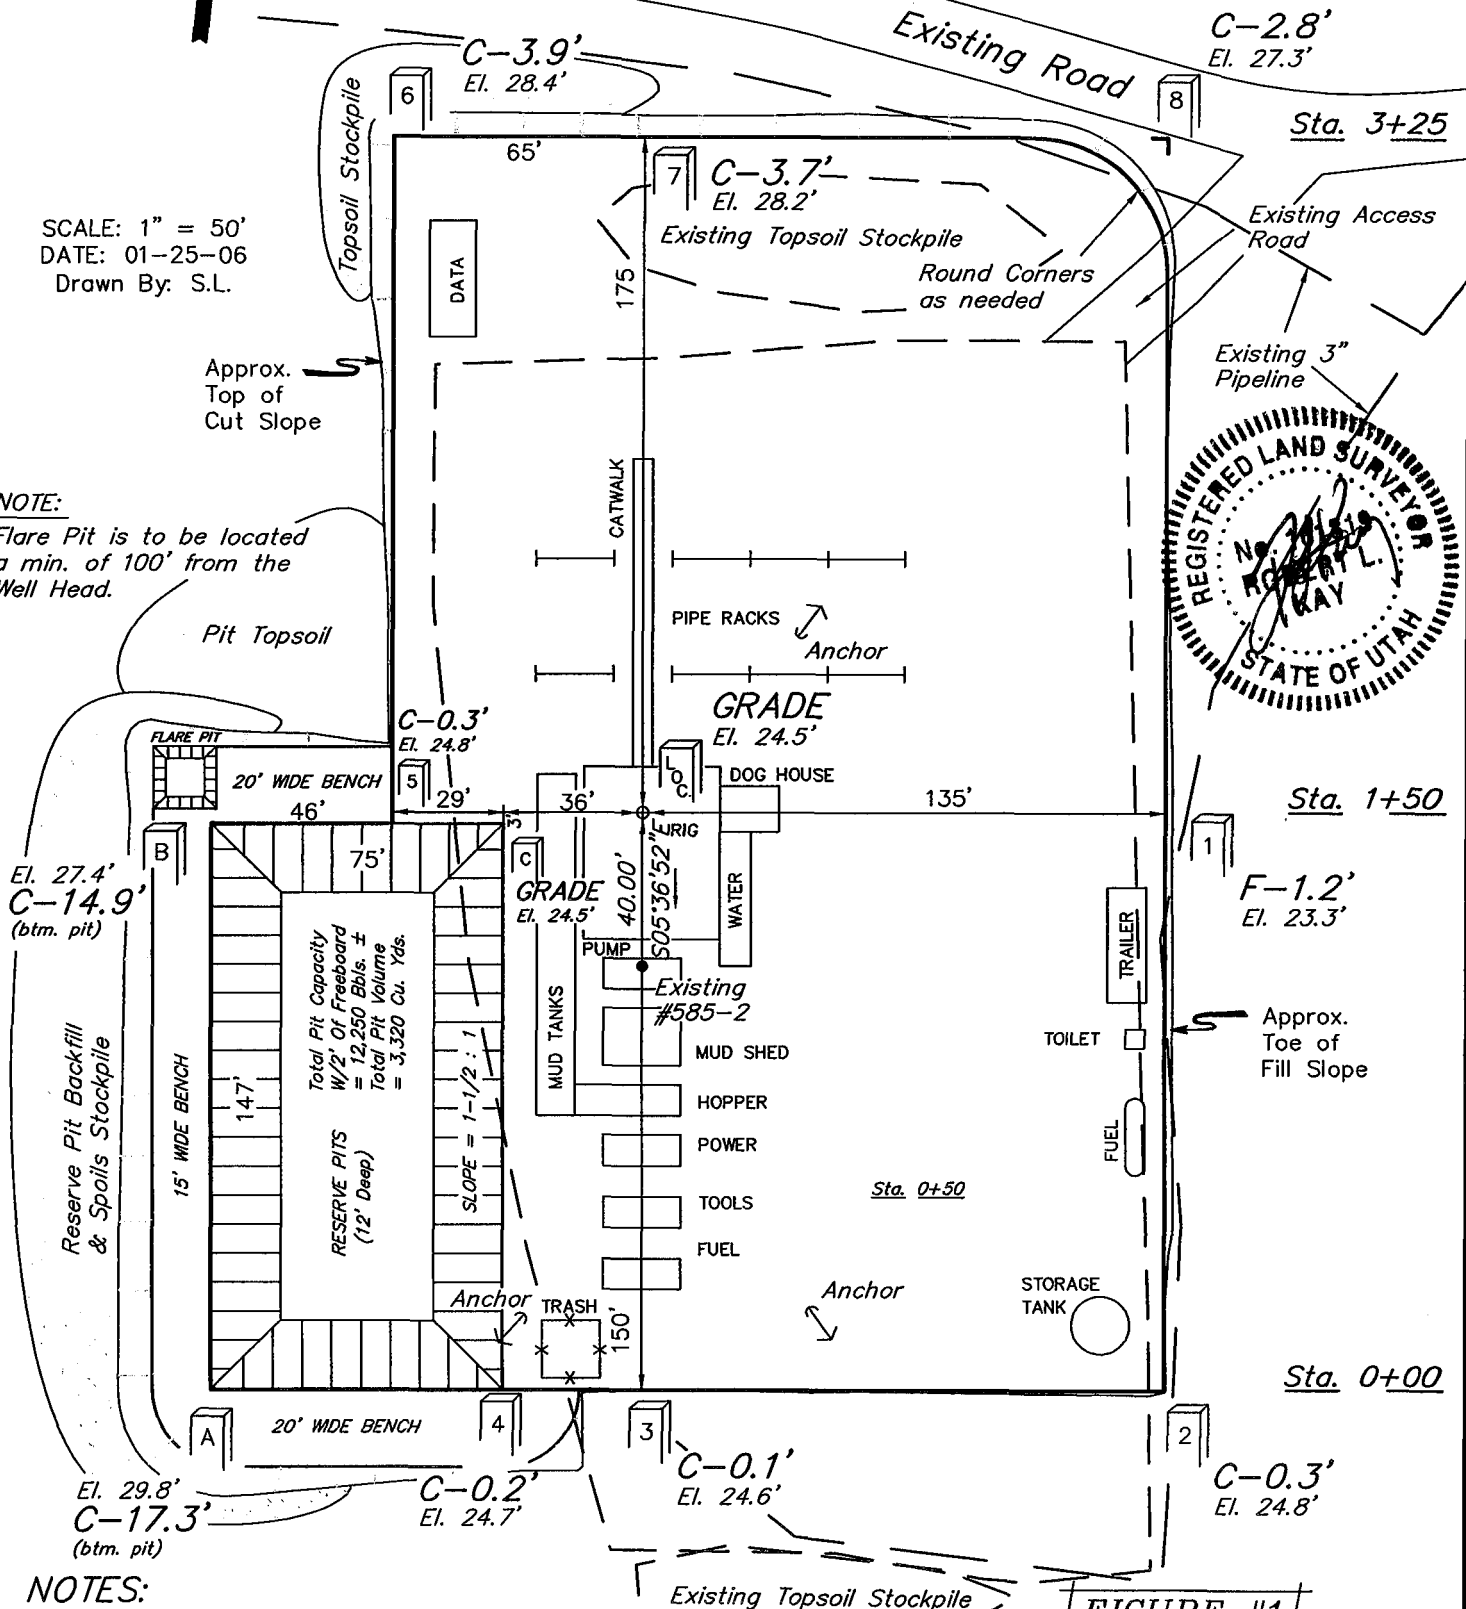 C-2.8'
El. 27.3'
Existing Road
C-3.9'
El. 28.4'
6
8
Sta. 3+25
Topsoil Stockpile
65'
7
C-3.7'
El. 28.2'
Existing Topsoil Stockpile
175
Round Corners
as needed
Existing Access
Road
SCALE: 1" = 50'
DATE: 01-25-06
Drawn By: S.L.
DATA
Approx.
Top of
Cut Slope
Existing 3"
Pipeline
REGISTERED LAND SURVEYOR
No.
ROBERT L.
KAY
STATE OF UTAH
NOTE:
Flare Pit is to be located
a min. of 100' from the
Well Head.
CATWALK
PIPE RACKS
Anchor
Pit Topsoil
GRADE
El. 24.5'
C-0.3'
El. 24.8'
FLARE PIT
20' WIDE BENCH
5
LOC.
DOG HOUSE
46'
29'
3'
36'
135'
Sta. 1+50
B
75'
C
RIG
1
El. 27.4'
C-14.9'
(btm. pit)
GRADE
El. 24.5'
40.00'
S05°36'52"E
WATER
F-1.2'
El. 23.3'
PUMP
TRAILER
Existing
#585-2
Total Pit Capacity
W/2' Of Freeboard
= 12,250 Bbls. ±
Total Pit Volume
= 3,320 Cu. Yds.
MUD TANKS
MUD SHED
TOILET
Approx.
Toe of
Fill Slope
Reserve Pit Backfill
& Spoils Stockpile
15' WIDE BENCH
147'
RESERVE PITS
(12' Deep)
SLOPE = 1-1/2 : 1
HOPPER
POWER
FUEL
TOOLS
Sta. 0+50
FUEL
Anchor
TRASH
150'
Anchor
STORAGE
TANK
Sta. 0+00
A
20' WIDE BENCH
4
3
2
El. 29.8'
C-17.3'
(btm. pit)
C-0.2'
El. 24.7'
C-0.1'
El. 24.6'
C-0.3'
El. 24.8'
NOTES:
Existing Topsoil Stockpile
FIGURE #1